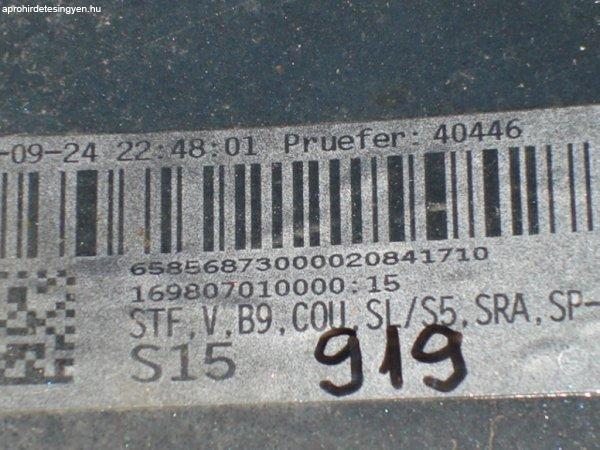 aprohirdetesingyen.hu
-09-24 22:48:01 Pruefer: 40446
65856873000020841710
169807010000:15
STF, V, B9, COU, SL/S5, SRA, SP-
S15
919